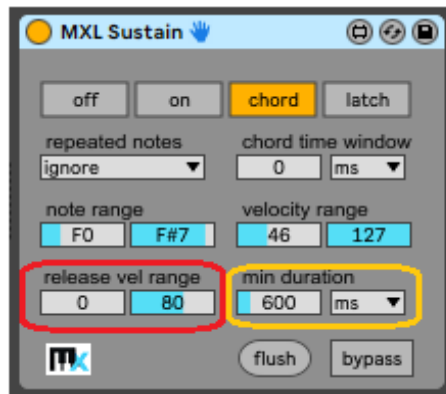 MXL Sustain
off on chord latch
repeated notes chord time window
ignore 0 ms
note range velocity range
F0 F#7 46 127
release vel range min duration
0 80 600 ms
mx flush bypass